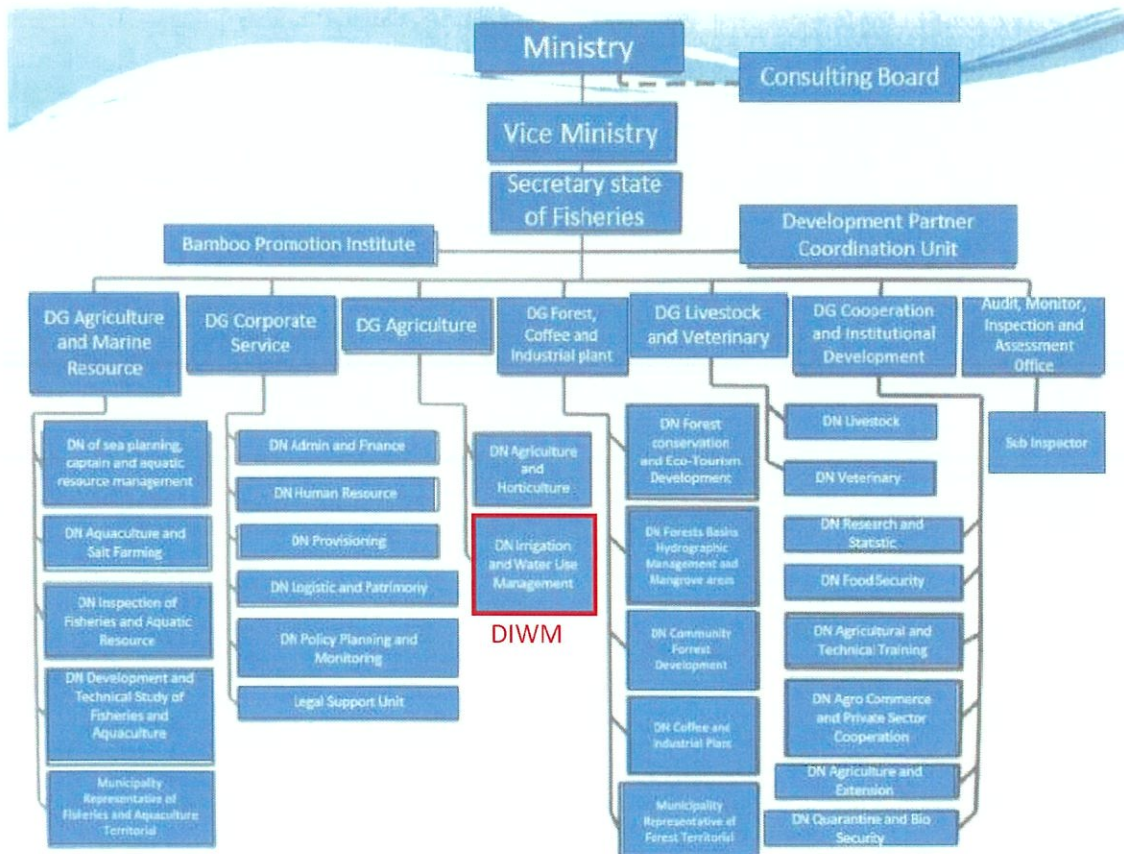 Ministry
Consulting Board
Vice Ministry
Secretary state
of Fisheries
Bamboo Promotion Institute
Development Partner
Coordination Unit
DG Agriculture
and Marine
Resource
DG Corporate
Service
DG Agriculture
DG Forest,
Coffee and
Industrial plant
DG Livestock
and Veterinary
DG Cooperation
and Institutional
Development
Audit, Monitor,
Inspection and
Assessment
Office
DN of sea planning,
captain and aquatic
resource management
DN Aquaculture and
Salt Farming
DN Inspection of
Fisheries and Aquatic
Resource
DN Development and
Technical Study of
Fisheries and
Aquaculture
Municipality
Representative of
Fisheries and Aquaculture
Territorial
DN Admin and Finance
DN Human Resource
DN Provisioning
DN Logistic and Patrimony
DN Policy Planning and
Monitoring
Legal Support Unit
DN Agriculture
and
Horticulture
DN Irrigation
and Water Use
Management
DIWM
DN Forest
conservation
and Eco-Tourism
Development
DN Forests Basins
Hydrographic
Management and
Mangrove areas
DN Community
Forrest
Development
DN Coffee and
Industrial Plant
Municipality
Representative of
Forest Territorial
DN Livestock
DN Veterinary
DN Research and
Statistic
DN Food Security
DN Agricultural and
Technical Training
DN Agro Commerce
and Private Sector
Cooperation
DN Agriculture and
Extension
DN Quarantine and Bio
Security
Sub Inspector